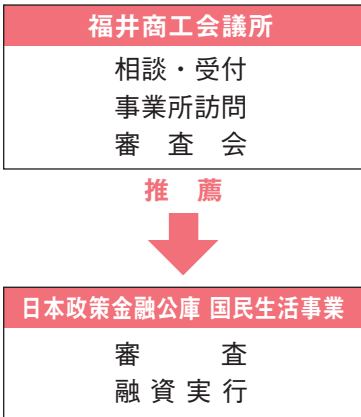 福井商工会議所
相談・受付
事業所訪問
審査会
推薦
日本政策金融公庫 国民生活事業
審査
融資実行